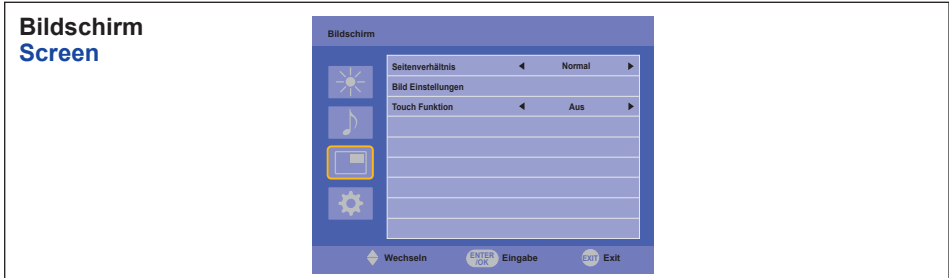 Bildschirm
Screen
Bildschirm
Seitenverhältnis Normal
Bild Einstellungen
Touch Funktion Aus
Wechseln ENTER /OK Eingabe EXIT Exit